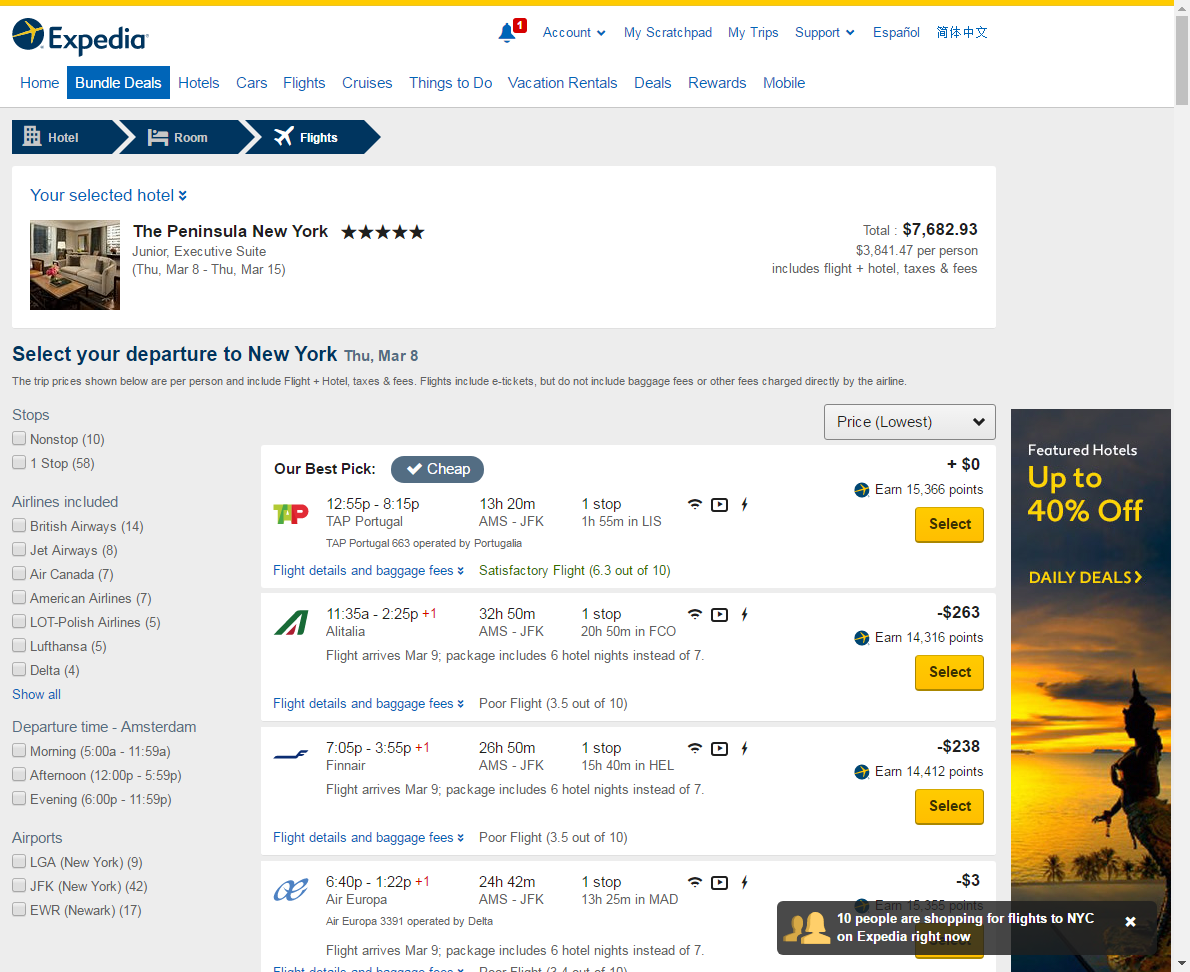 Expedia
1
Account
My Scratchpad
My Trips
Support
Español
简体中文
Home
Bundle Deals
Hotels
Cars
Flights
Cruises
Things to Do
Vacation Rentals
Deals
Rewards
Mobile
Hotel
Room
Flights
Your selected hotel
The Peninsula New York
Junior, Executive Suite
(Thu, Mar 8 - Thu, Mar 15)
Total : $7,682.93
$3,841.47 per person
includes flight + hotel, taxes & fees
Select your departure to New York Thu, Mar 8
The trip prices shown below are per person and include Flight + Hotel, taxes & fees. Flights include e-tickets, but do not include baggage fees or other fees charged directly by the airline.
Stops
Nonstop (10)
1 Stop (58)
Airlines included
British Airways (14)
Jet Airways (8)
Air Canada (7)
American Airlines (7)
LOT-Polish Airlines (5)
Lufthansa (5)
Delta (4)
Show all
Departure time - Amsterdam
Morning (5:00a - 11:59a)
Afternoon (12:00p - 5:59p)
Evening (6:00p - 11:59p)
Airports
LGA (New York) (9)
JFK (New York) (42)
EWR (Newark) (17)
Price (Lowest)
Our Best Pick: Cheap
+ $0
Earn 15,366 points
Select
TAP
12:55p - 8:15p
13h 20m
1 stop
TAP Portugal
AMS - JFK
1h 55m in LIS
TAP Portugal 663 operated by Portugalia
Flight details and baggage fees
Satisfactory Flight (6.3 out of 10)
11:35a - 2:25p +1
32h 50m
1 stop
-$263
Alitalia
AMS - JFK
20h 50m in FCO
Earn 14,316 points
Flight arrives Mar 9; package includes 6 hotel nights instead of 7.
Select
Flight details and baggage fees
Poor Flight (3.5 out of 10)
7:05p - 3:55p +1
26h 50m
1 stop
-$238
Finnair
AMS - JFK
15h 40m in HEL
Earn 14,412 points
Flight arrives Mar 9; package includes 6 hotel nights instead of 7.
Select
Flight details and baggage fees
Poor Flight (3.5 out of 10)
6:40p - 1:22p +1
24h 42m
1 stop
-$3
Air Europa
AMS - JFK
13h 25m in MAD
Earn 15,355 points
Air Europa 3391 operated by Delta
Flight arrives Mar 9; package includes 6 hotel nights instead of 7.
Select
Flight details and baggage fees
Poor Flight (3.4 out of 10)
Featured Hotels
Up to
40% Off
DAILY DEALS
10 people are shopping for flights to NYC
on Expedia right now